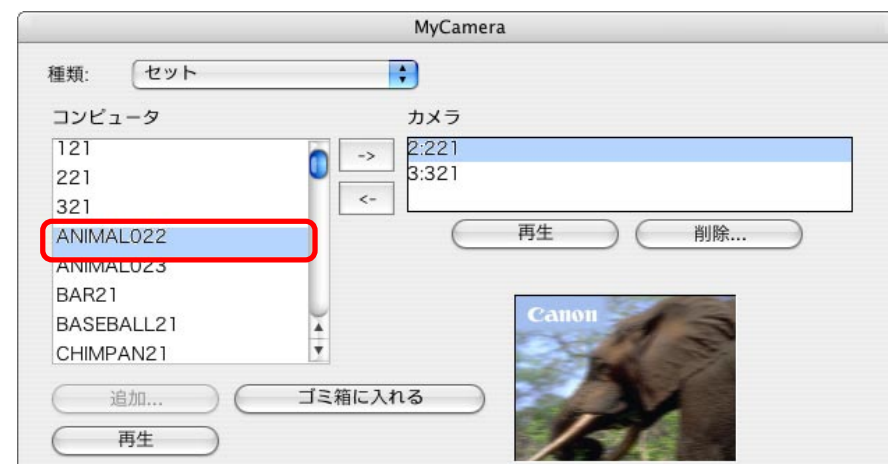 MyCamera
種類: セット
コンピュータ
カメラ
121
221
321
ANIMAL022
ANIMAL023
BAR21
BASEBALL21
CHIMPAN21
->
<-
2:221
3:321
再生
削除...
Canon
追加...
ゴミ箱に入れる
再生